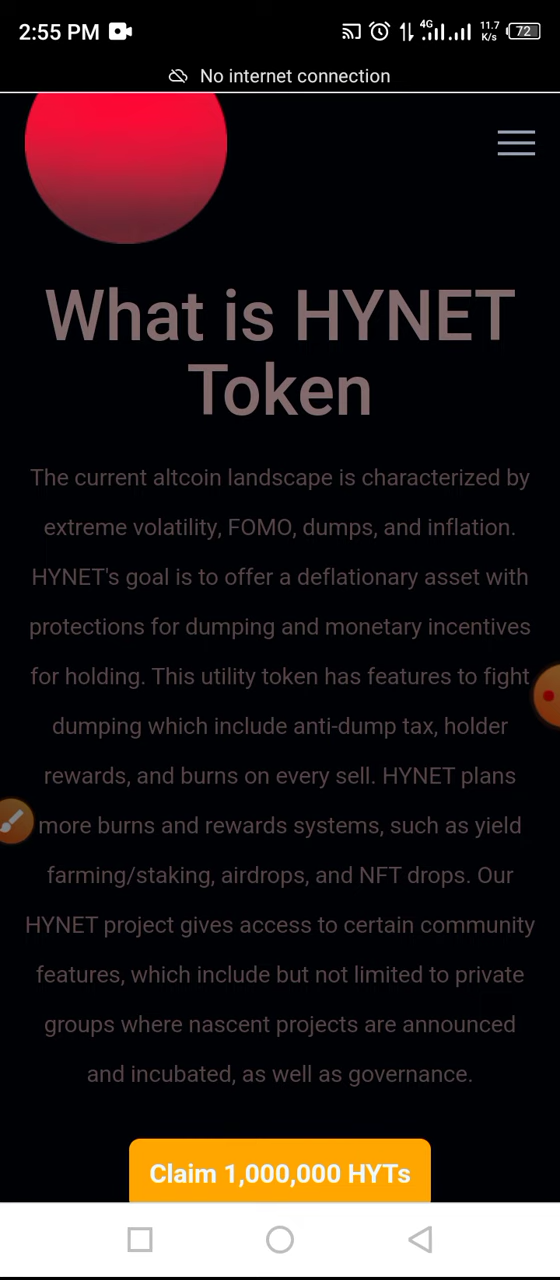 2:55 PM
4G
11.7
K/s
72
No internet connection
What is HYNET
Token
The current altcoin landscape is characterized by
extreme volatility, FOMO, dumps, and inflation.
HYNET's goal is to offer a deflationary asset with
protections for dumping and monetary incentives
for holding. This utility token has features to fight
dumping which include anti-dump tax, holder
rewards, and burns on every sell. HYNET plans
more burns and rewards systems, such as yield
farming/staking, airdrops, and NFT drops. Our
HYNET project gives access to certain community
features, which include but not limited to private
groups where nascent projects are announced
and incubated, as well as governance.
Claim 1,000,000 HYTs